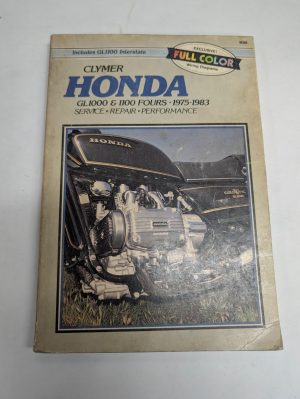 Includes GL1100 Interstate
EXCLUSIVE!
FULL COLOR
Wiring Diagrams
CLYMER
HONDA
GL1000 & 1100 FOURS • 1975-1983
SERVICE • REPAIR • PERFORMANCE
HONDA